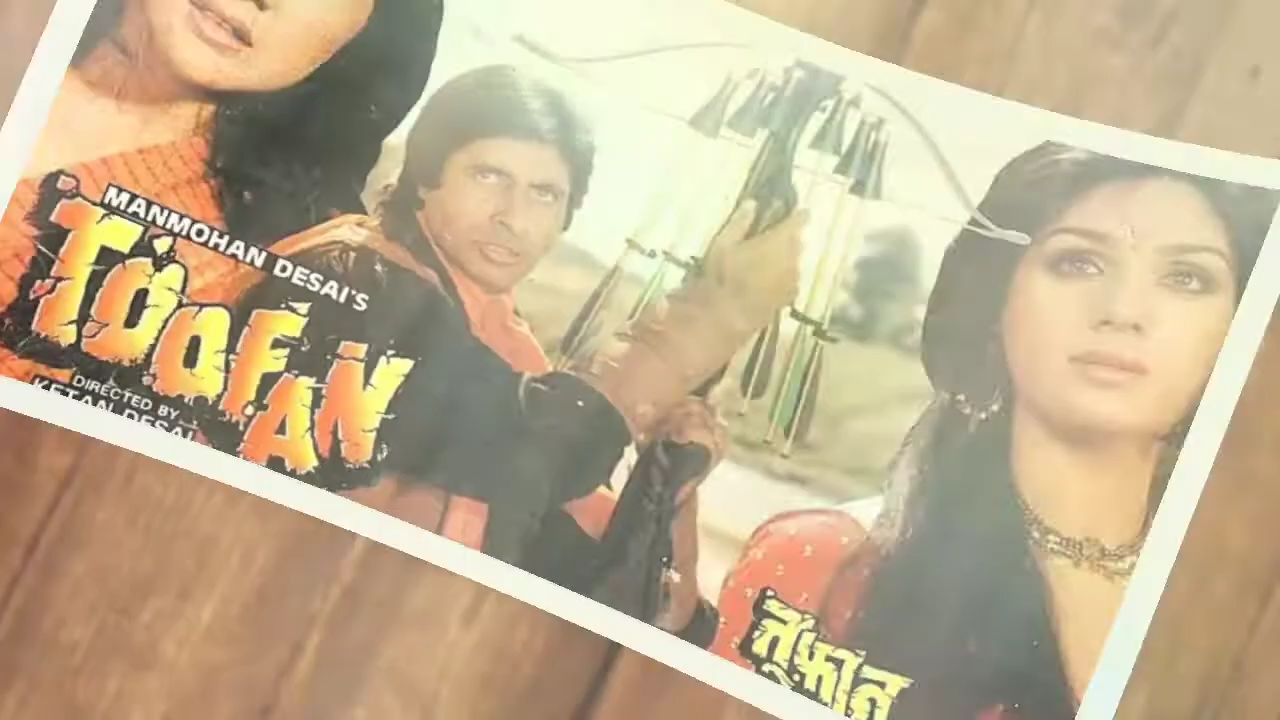 MANMOHAN DESAI'S
TOOFAN
DIRECTED BY
KETAN DESAI
तूफान